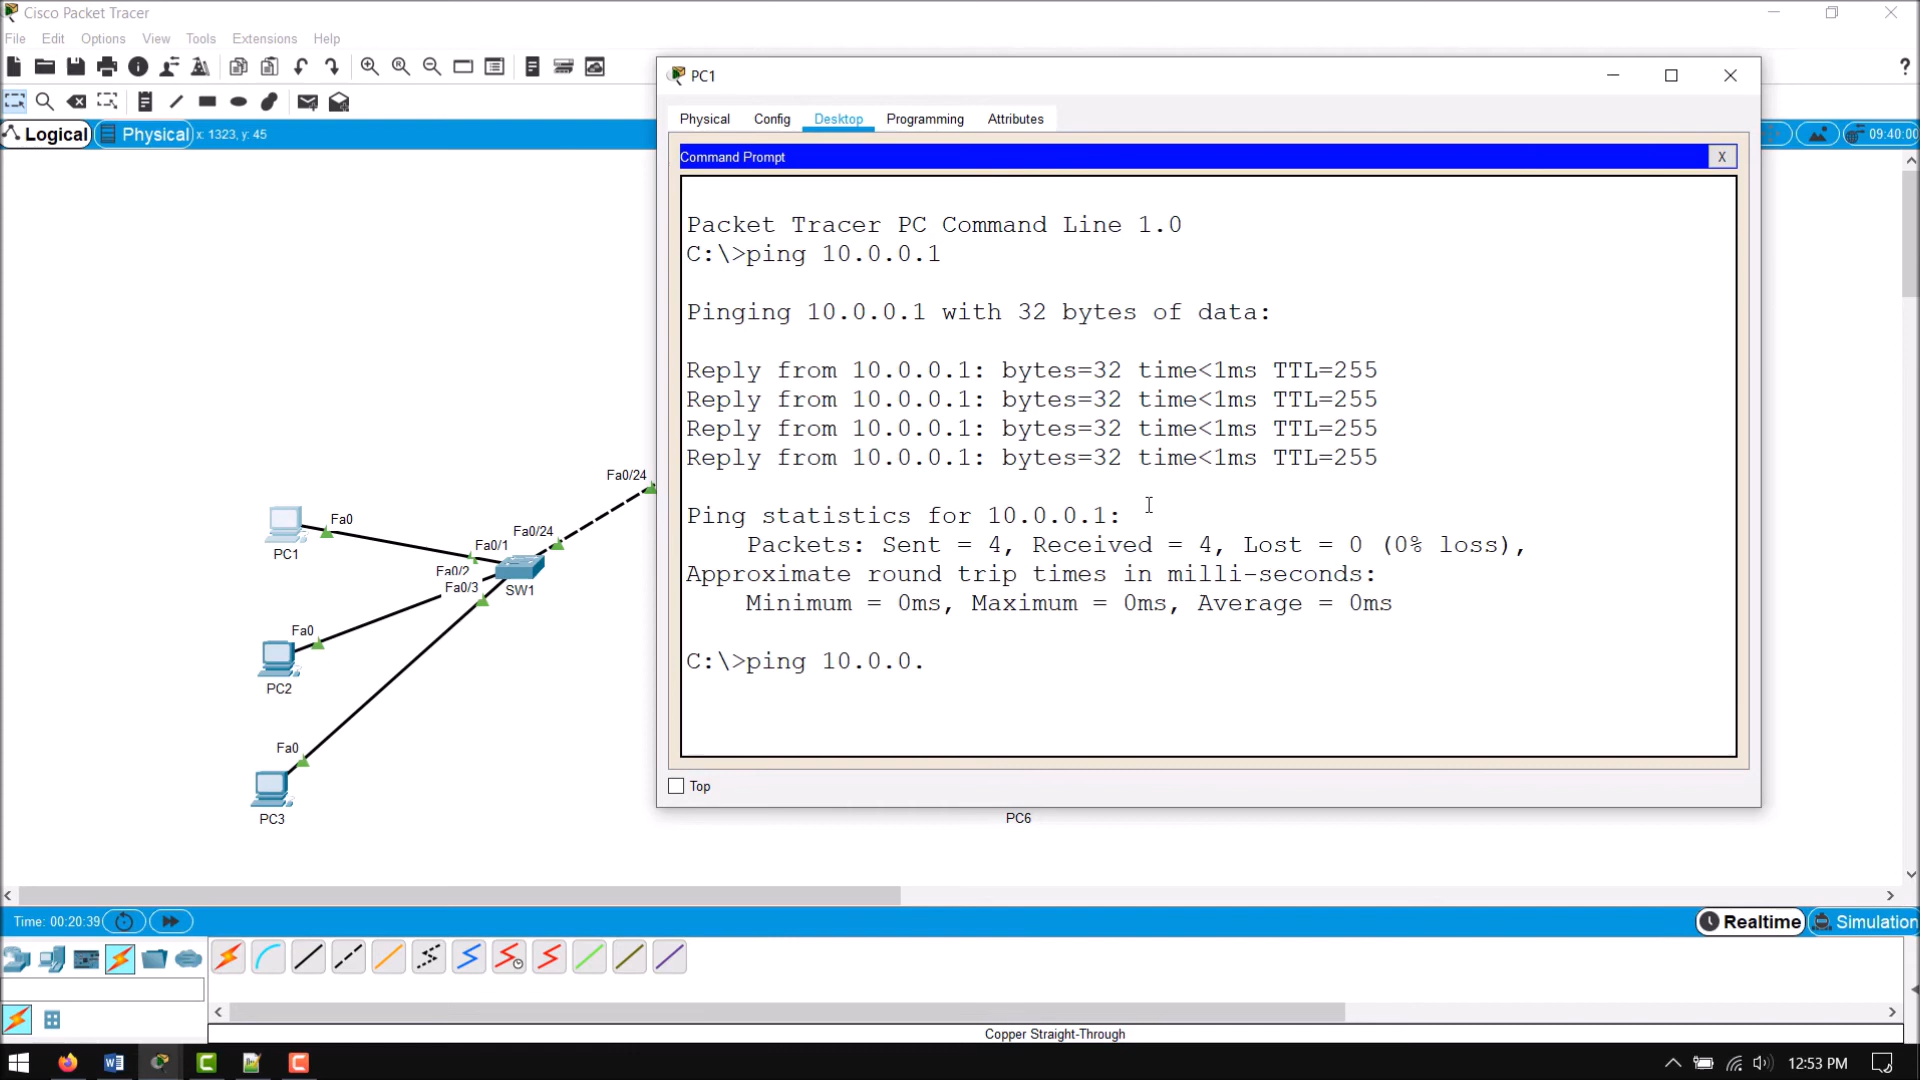 Cisco Packet Tracer
File Edit Options View Tools Extensions Help
PC1
Physical Config Desktop Programming Attributes
Logical Physical x: 1323, y: 45
09:40:00
Command Prompt X
Packet Tracer PC Command Line 1.0
C:\>ping 10.0.0.1
Pinging 10.0.0.1 with 32 bytes of data:
Reply from 10.0.0.1: bytes=32 time<1ms TTL=255
Reply from 10.0.0.1: bytes=32 time<1ms TTL=255
Reply from 10.0.0.1: bytes=32 time<1ms TTL=255
Reply from 10.0.0.1: bytes=32 time<1ms TTL=255
Ping statistics for 10.0.0.1:
Packets: Sent = 4, Received = 4, Lost = 0 (0% loss),
Approximate round trip times in milli-seconds:
Minimum = 0ms, Maximum = 0ms, Average = 0ms
C:\>ping 10.0.0.
Top
Fa0/24
Fa0
Fa0/24
Fa0/1
PC1
Fa0/2
Fa0/3
SW1
Fa0
PC2
Fa0
PC3
PC6
Time: 00:20:39
Realtime Simulation
Copper Straight-Through
12:53 PM